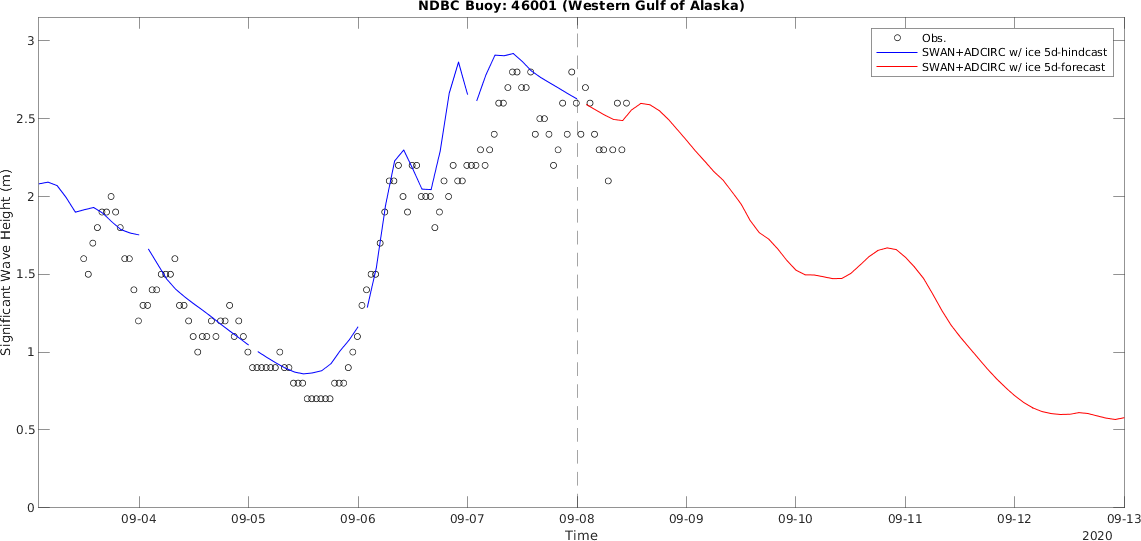 NDBC Buoy: 46001 (Western Gulf of Alaska)
Obs.
SWAN+ADCIRC w/ ice 5d-hindcast
SWAN+ADCIRC w/ ice 5d-forecast
Significant Wave Height (m)
3
2.5
2
1.5
1
0.5
0
09-04 09-05 09-06 09-07 09-08 09-09 09-10 09-11 09-12 09-13
Time
2020